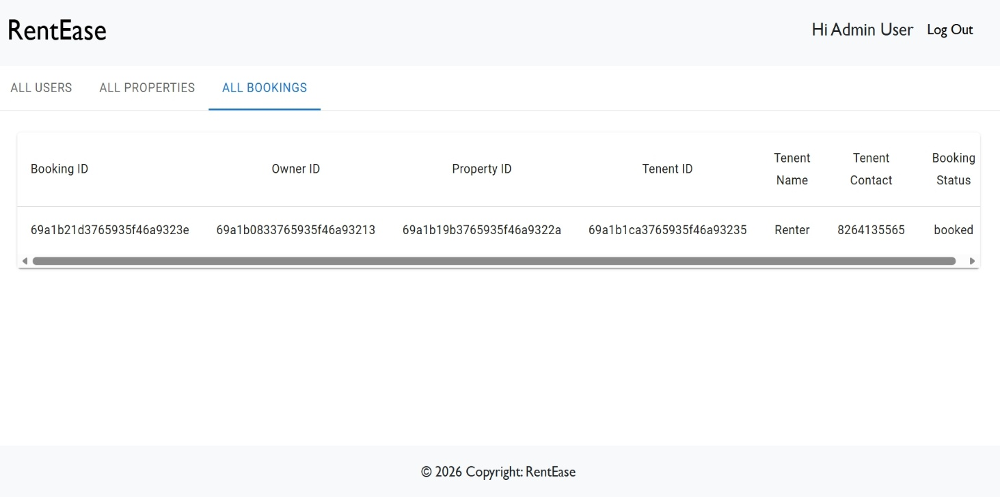 RentEase
Hi Admin User Log Out
ALL USERS ALL PROPERTIES ALL BOOKINGS
Booking ID Owner ID Property ID Tenent ID Tenent Name Tenent Contact Booking Status
69a1b21d3765935f46a9323e 69a1b0833765935f46a93213 69a1b19b3765935f46a9322a 69a1b1ca3765935f46a93235 Renter 8264135565 booked
© 2026 Copyright: RentEase